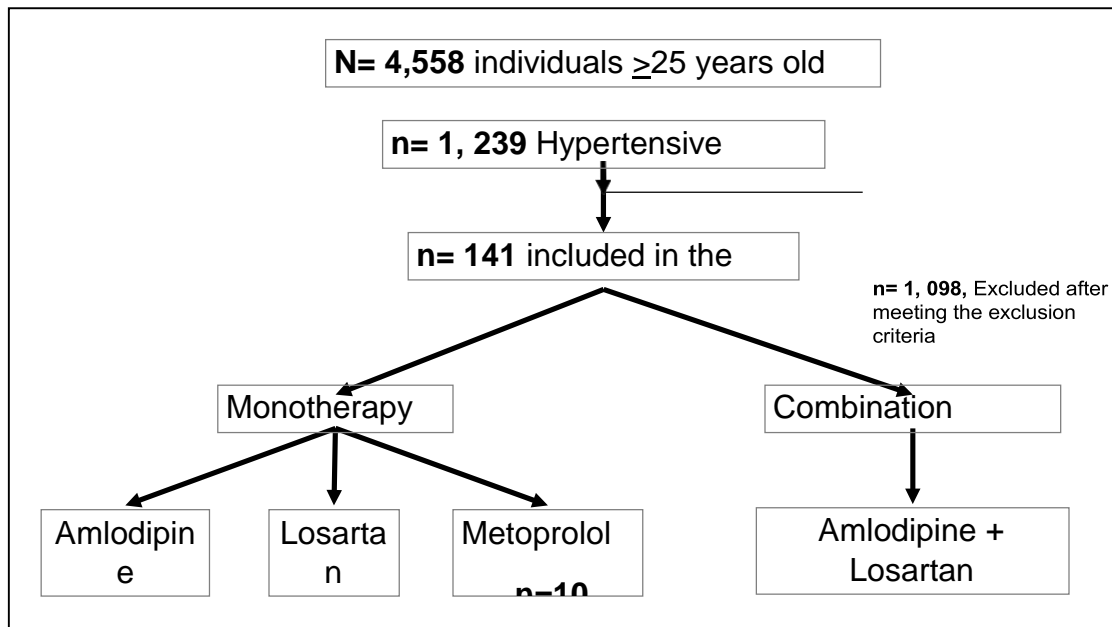 N= 4,558 individuals ≥25 years old
n= 1, 239 Hypertensive
n= 141 included in the
n= 1, 098, Excluded after
meeting the exclusion
criteria
Monotherapy
Combination
Amlodipin
e
Losarta
n
Metoprolol
n=10
Amlodipine +
Losartan